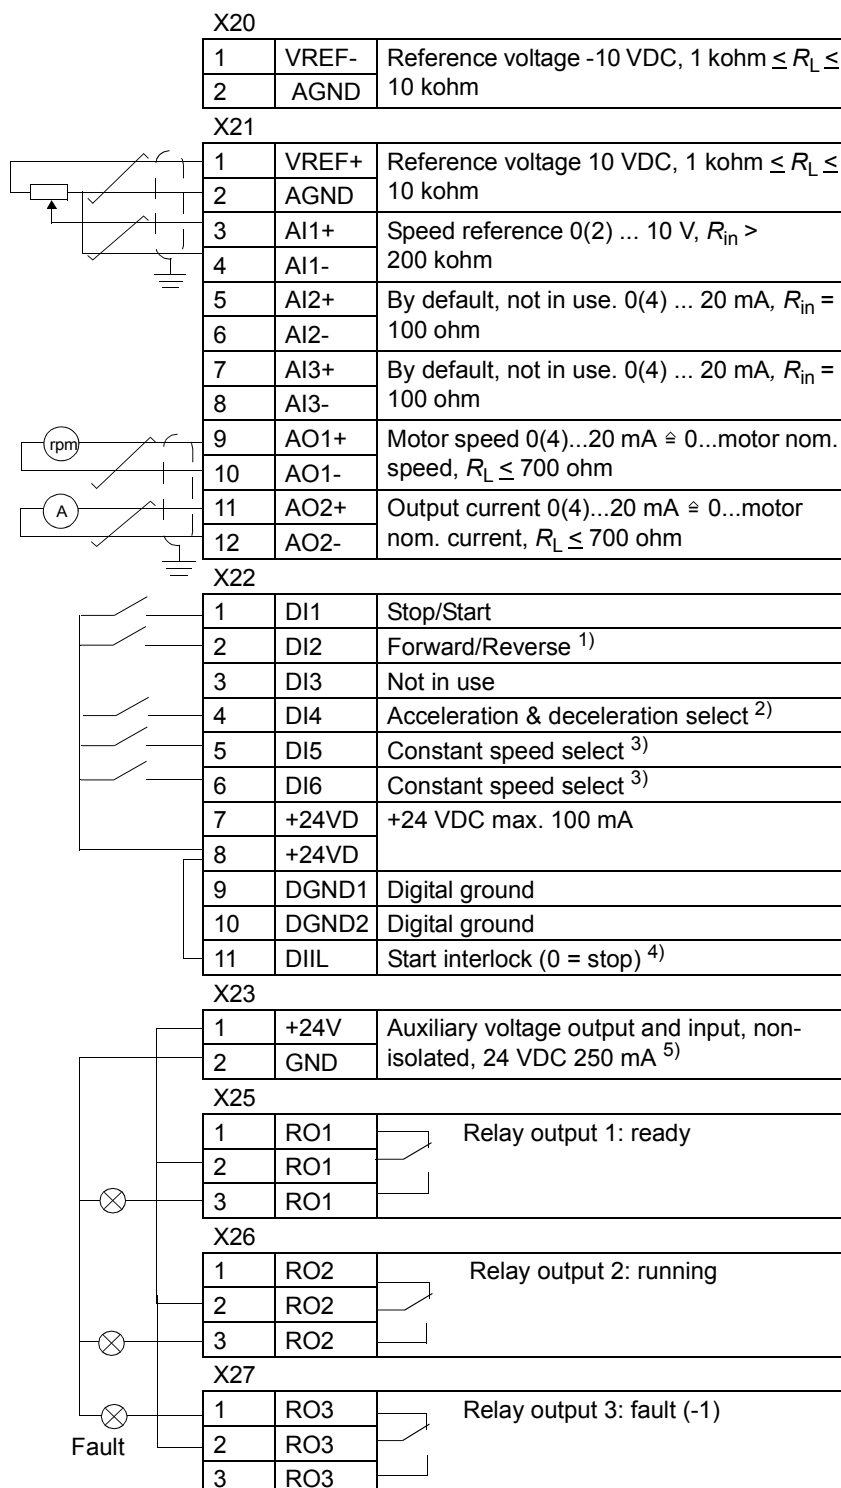 X20
1 VREF- Reference voltage -10 VDC, 1 kohm ≤ RL ≤
2 AGND 10 kohm
X21
1 VREF+ Reference voltage 10 VDC, 1 kohm ≤ RL ≤
2 AGND 10 kohm
3 AI1+ Speed reference 0(2) ... 10 V, Rin >
4 AI1- 200 kohm
5 AI2+ By default, not in use. 0(4) ... 20 mA, Rin =
6 AI2- 100 ohm
7 AI3+ By default, not in use. 0(4) ... 20 mA, Rin =
8 AI3- 100 ohm
rpm 9 AO1+ Motor speed 0(4)...20 mA ≙ 0...motor nom.
10 AO1- speed, RL ≤ 700 ohm
A 11 AO2+ Output current 0(4)...20 mA ≙ 0...motor
12 AO2- nom. current, RL ≤ 700 ohm
X22
1 DI1 Stop/Start
2 DI2 Forward/Reverse 1)
3 DI3 Not in use
4 DI4 Acceleration & deceleration select 2)
5 DI5 Constant speed select 3)
6 DI6 Constant speed select 3)
7 +24VD +24 VDC max. 100 mA
8 +24VD
9 DGND1 Digital ground
10 DGND2 Digital ground
11 DIIL Start interlock (0 = stop) 4)
X23
1 +24V Auxiliary voltage output and input, non-
2 GND isolated, 24 VDC 250 mA 5)
X25
1 RO1 Relay output 1: ready
2 RO1
3 RO1
X26
1 RO2 Relay output 2: running
2 RO2
3 RO2
X27
1 RO3 Relay output 3: fault (-1)
Fault 2 RO3
3 RO3